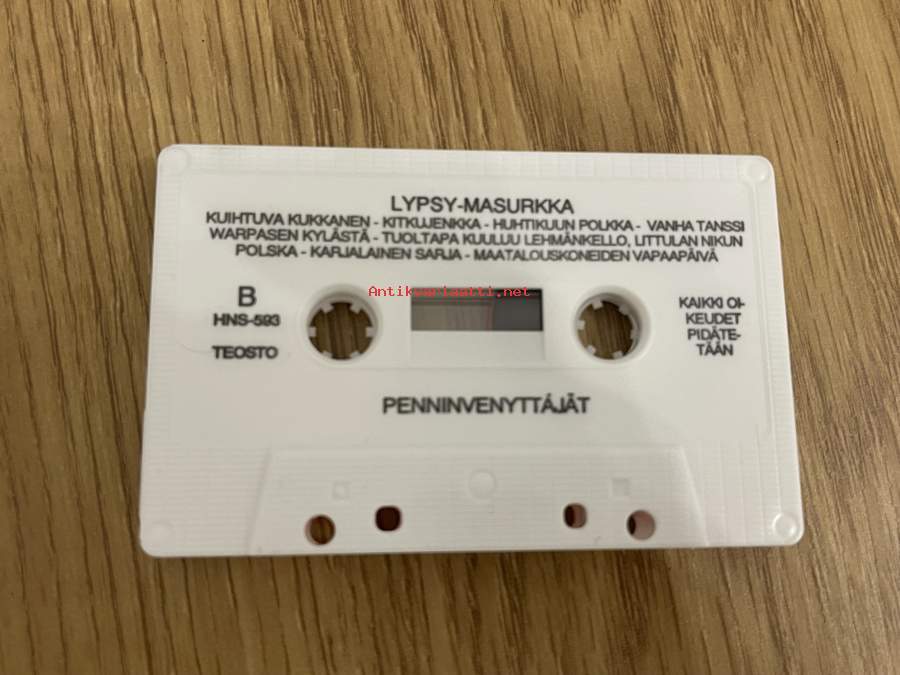 LYPSY-MASURKKA
KUIHTUVA KUKKANEN - KITKUJENKKA - HUHTIKUUN POLKKA - VANHA TANSSI
WARPASEN KYLÄSTÄ - TUOLTAPA KUULUU LEHMÄNKELLO, LITTULAN NIKUN
POLSKA - KARJALAINEN SARJA - MAATALOUSKONEIDEN VAPAAPÄIVÄ
Antikvariaatti.net
B
HNS-593
TEOSTO
KAIKKI OI-
KEUDET
PIDÄTE-
TÄÄN
PENNINVENYTTÄJÄT